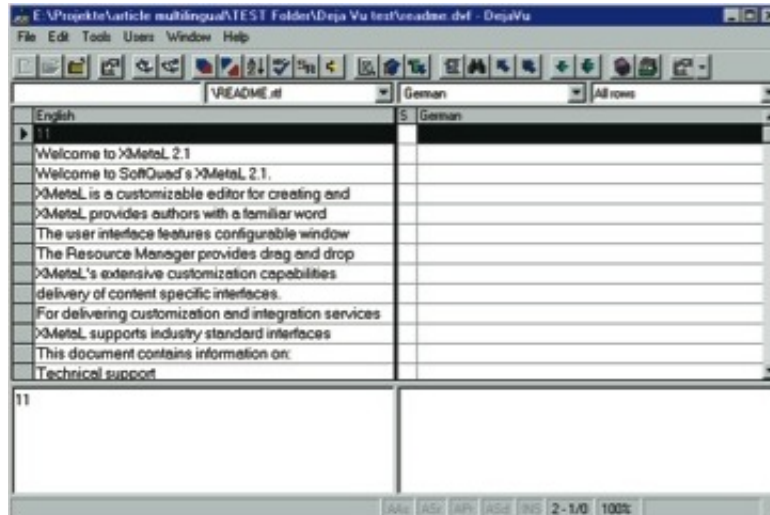 E:\Projekte\article multilingual\TEST Folder\Deja Vu test\readme.dvf - DejaVu
File Edit Tools Users Window Help
\README.rtf German All rows
English S German
11
Welcome to XMetaL 2.1
Welcome to SoftQuad's XMetaL 2.1.
XMetaL is a customizable editor for creating and
XMetaL provides authors with a familiar word
The user interface features configurable window
The Resource Manager provides drag and drop
XMetaL's extensive customization capabilities
delivery of content specific interfaces.
For delivering customization and integration services
XMetaL supports industry standard interfaces
This document contains information on:
Technical support
11
INS 2 - 1/0 100%